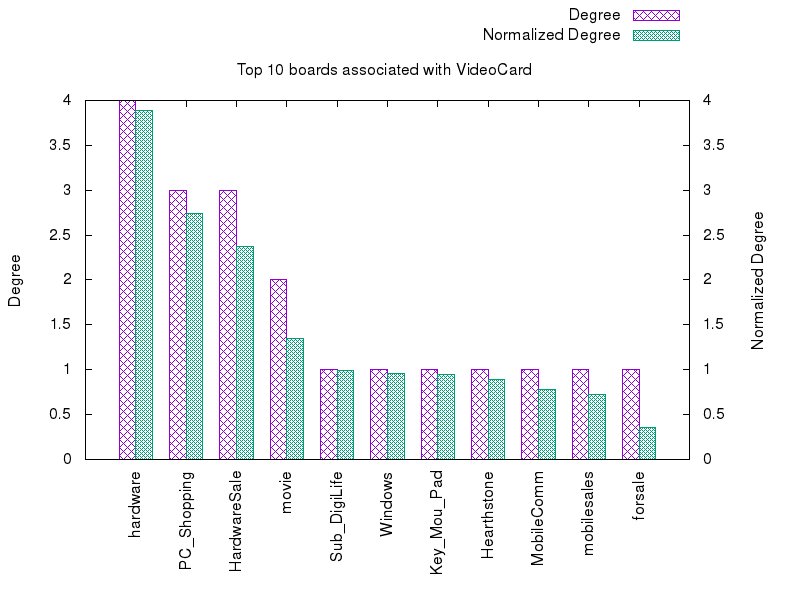 Degree
Normalized Degree
Top 10 boards associated with VideoCard
4
3.5
3
2.5
2
1.5
1
0.5
0
4
3.5
3
2.5
2
1.5
1
0.5
0
Degree
Normalized Degree
hardware
PC_Shopping
HardwareSale
movie
Sub_DigiLife
Windows
Key_Mou_Pad
Hearthstone
MobileComm
mobilesales
forsale